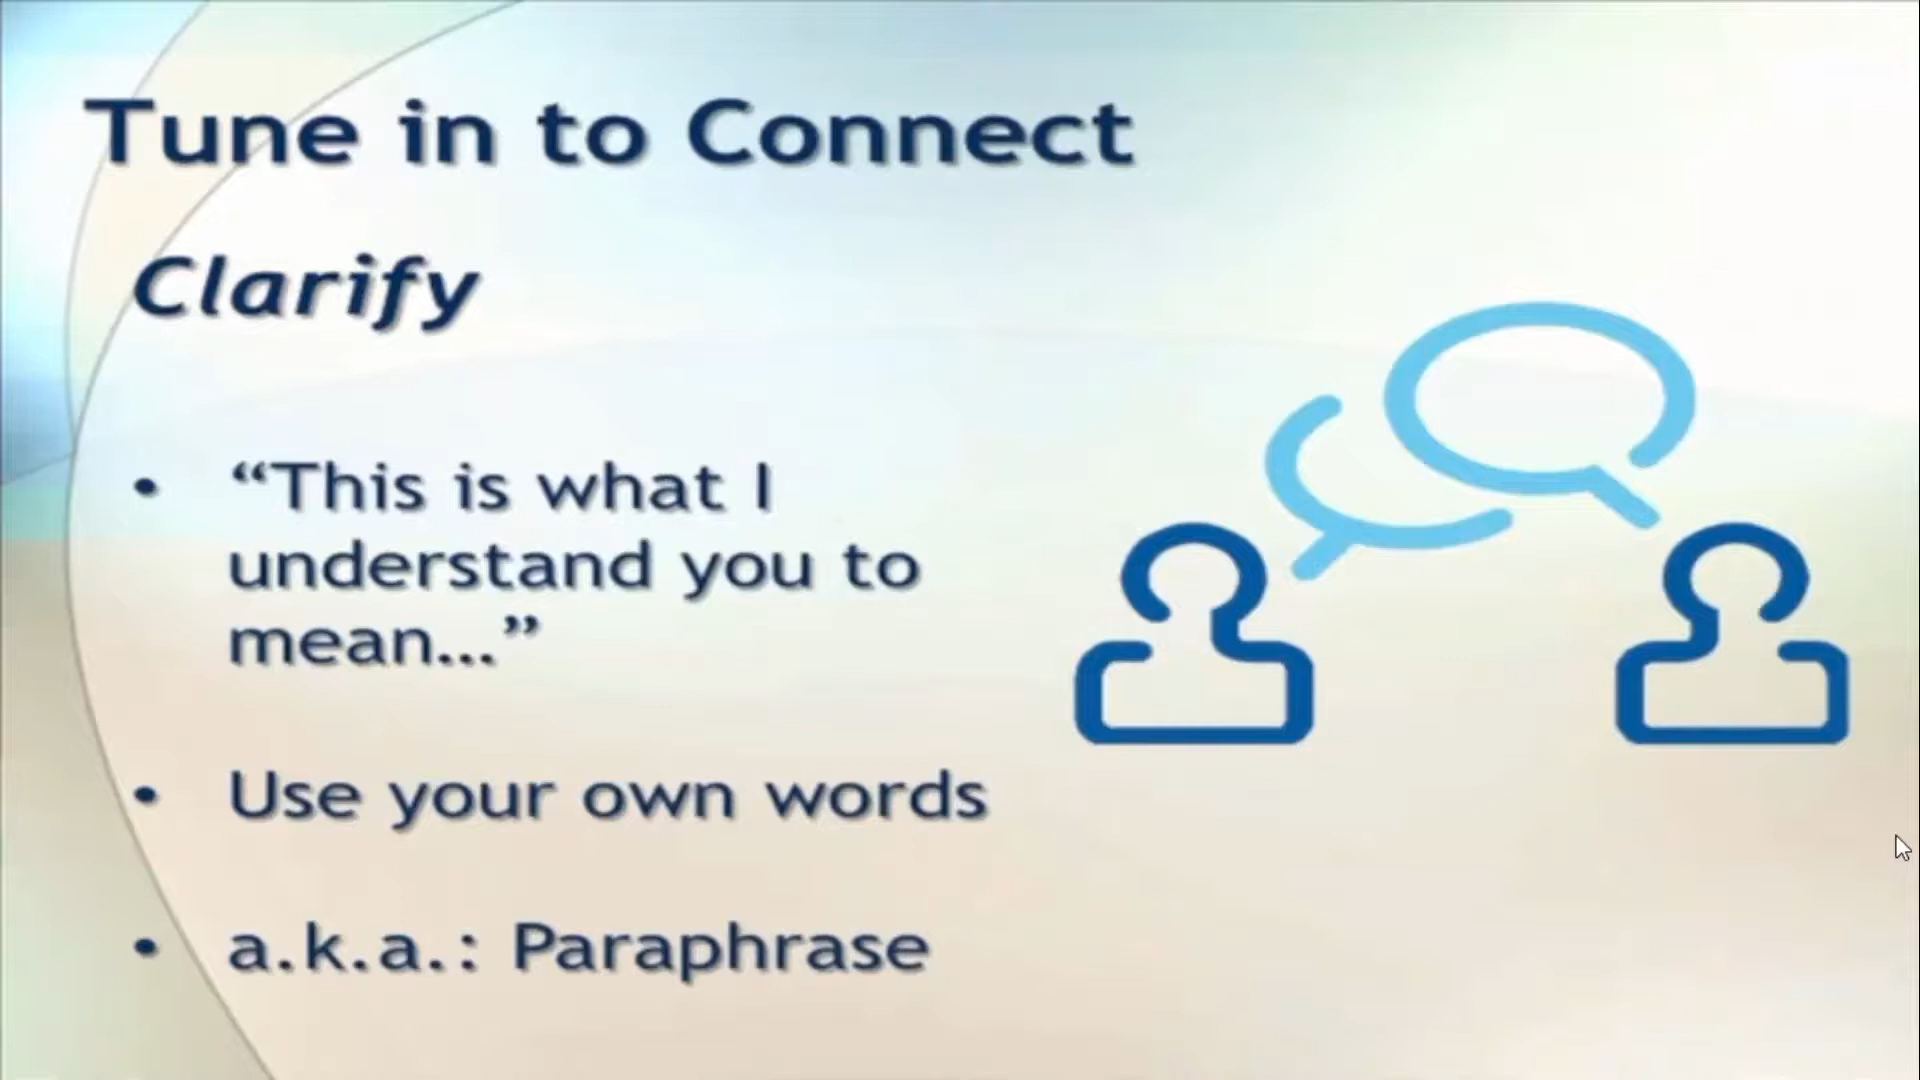 Tune in to Connect
Clarify
• “This is what I
understand you to
mean...”
• Use your own words
• a.k.a.: Paraphrase